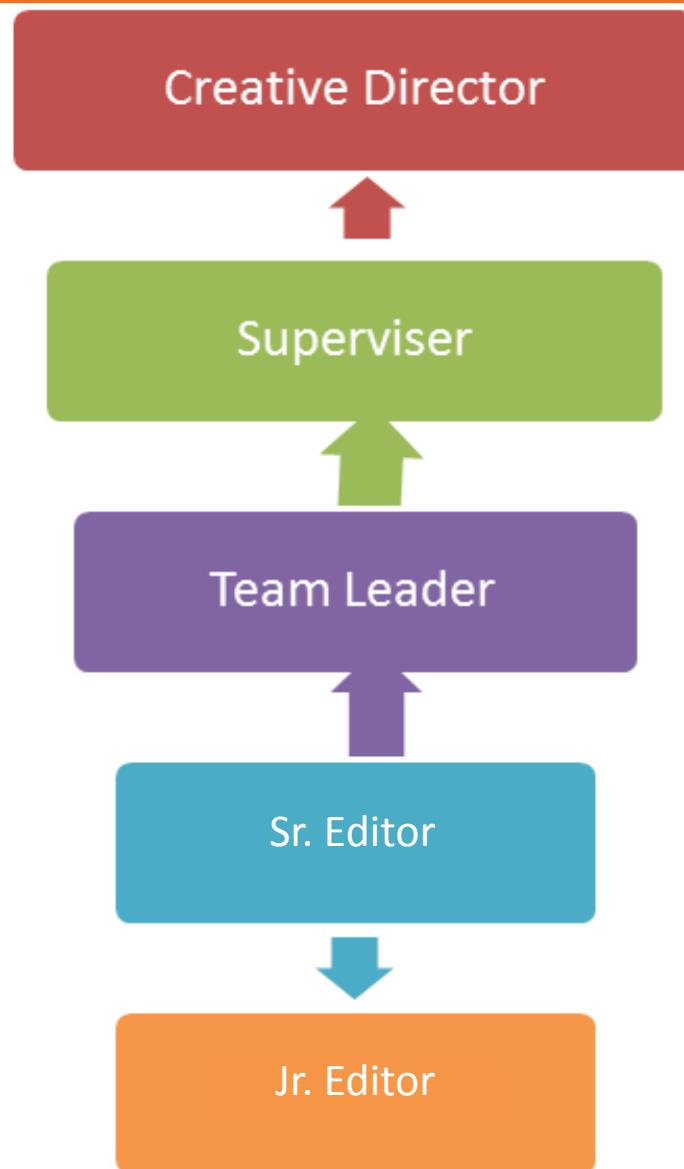 Creative Director
Superviser
Team Leader
Sr. Editor
Jr. Editor